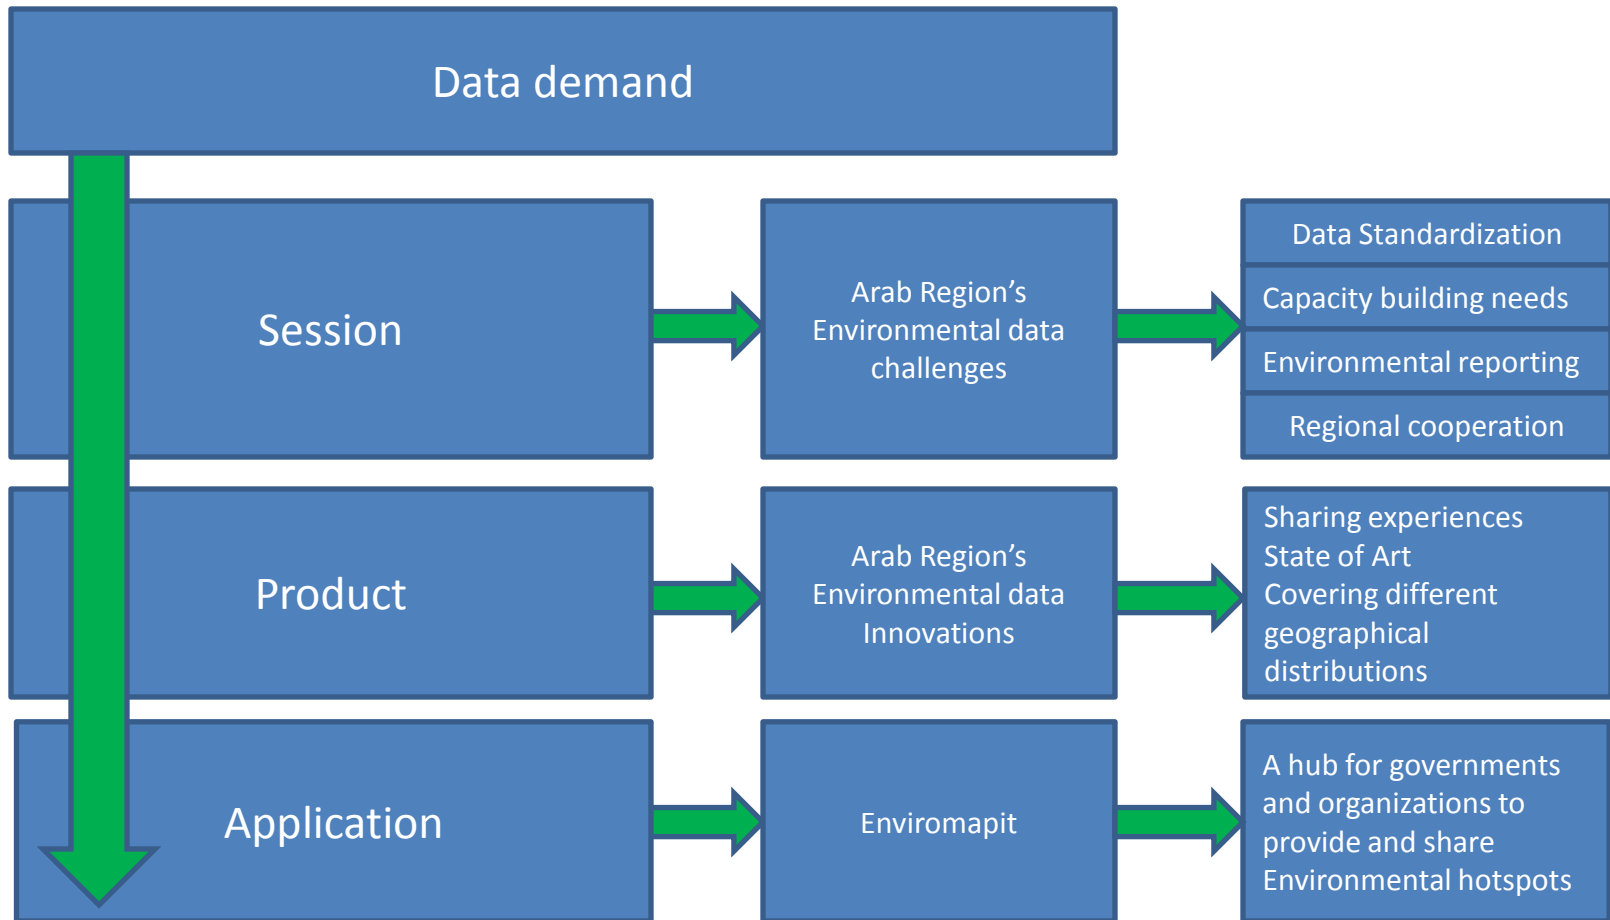 Data demand
Session
Arab Region’s
Environmental data
challenges
Data Standardization
Capacity building needs
Environmental reporting
Regional cooperation
Product
Arab Region’s
Environmental data
Innovations
Sharing experiences
State of Art
Covering different
geographical
distributions
Application
Enviromapit
A hub for governments
and organizations to
provide and share
Environmental hotspots